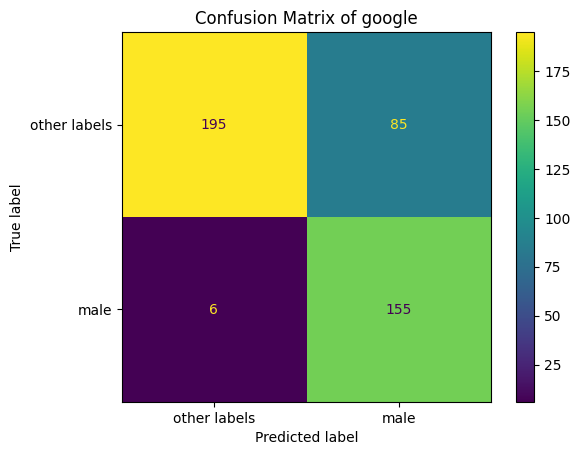 Confusion Matrix of google
True label
other labels
195
85
male
6
155
other labels
male
Predicted label
175
150
125
100
75
50
25